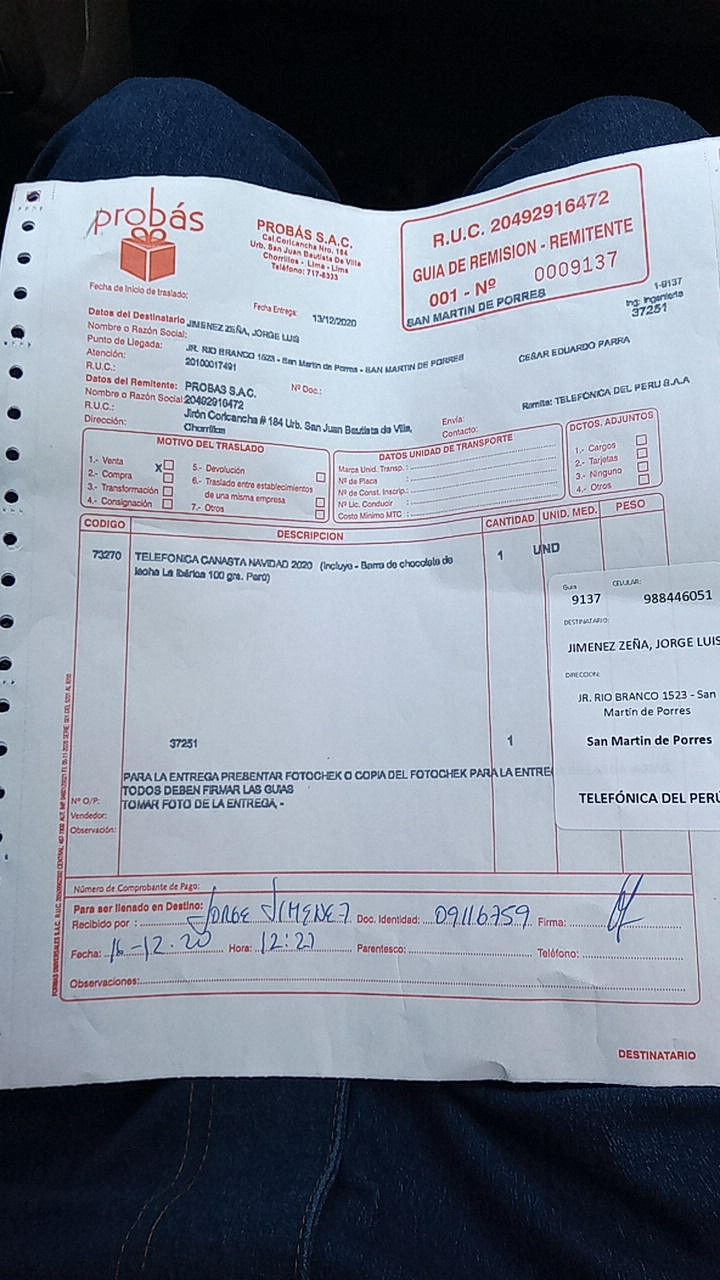 probás
PROBÁS S.A.C.
Cal.Coricancha Nro. 184
Urb. San Juan Bautista De Villa
Chorrillos - Lima - Lima
Teléfono: 717-8333
R.U.C. 20492916472
GUIA DE REMISION - REMITENTE
001 - Nº 0009137
Fecha de Inicio de traslado:
Fecha Entrega: 13/12/2020
SAN MARTIN DE PORRES
1-9137
Ing: Ingenieria
37251
Datos del Destinatario
Nombre o Razón Social: JIMENEZ ZEÑA, JORGE LUIS
Punto de Llegada: JR. RIO BRANCO 1523 - San Martin de Porres - SAN MARTIN DE PORRES
Atención: CESAR EDUARDO PARRA
R.U.C.: 20100017491
Nº Doc.:
Datos del Remitente: PROBAS S.A.C.
Nombre o Razón Social: 20492916472
R.U.C.:
Dirección: Jirón Coricancha # 184 Urb. San Juan Bautista de Villa,
Chorrillos
Envia:
Contacto:
Remite: TELEFÓNICA DEL PERU S.A.A
MOTIVO DEL TRASLADO
1.- Venta X
2.- Compra
3.- Transformación
4.- Consignación
5.- Devolución
6.- Traslado entre establecimientos
de una misma empresa
7.- Otros
DATOS UNIDAD DE TRANSPORTE
Marca Unid. Transp. :
Nº de Placa :
Nº de Const. Inscrip.:
Nº Lic. Conducir :
Costo Mínimo MTC :
DCTOS. ADJUNTOS
1.- Cargos
2.- Tarjetas
3.- Ninguno
4.- Otros
CODIGO DESCRIPCION CANTIDAD UNID. MED. PESO
73270 TELEFONICA CANASTA NAVIDAD 2020 (Incluye - Barra de chocolate de 1 UND
leche La Ibérica 100 grs. Perú)
Guia CELULAR:
9137 988446051
DESTINATARIO:
JIMENEZ ZEÑA, JORGE LUIS
DIRECCION:
JR. RIO BRANCO 1523 - San
Martin de Porres
San Martin de Porres
TELEFÓNICA DEL PERÚ
37251 1
PARA LA ENTREGA PRESENTAR FOTOCHEK O COPIA DEL FOTOCHEK PARA LA ENTRE
TODOS DEBEN FIRMAR LAS GUIAS
TOMAR FOTO DE LA ENTREGA, -
Nº O/P:
Vendedor:
Observación:
Número de Comprobante de Pago:
Para ser llenado en Destino:
Recibido por : JORGE JIMENEZ Doc. Identidad: 09116759 Firma:
Fecha: 16-12-20 Hora: 12:27 Parentesco: Teléfono:
Observaciones:
DESTINATARIO